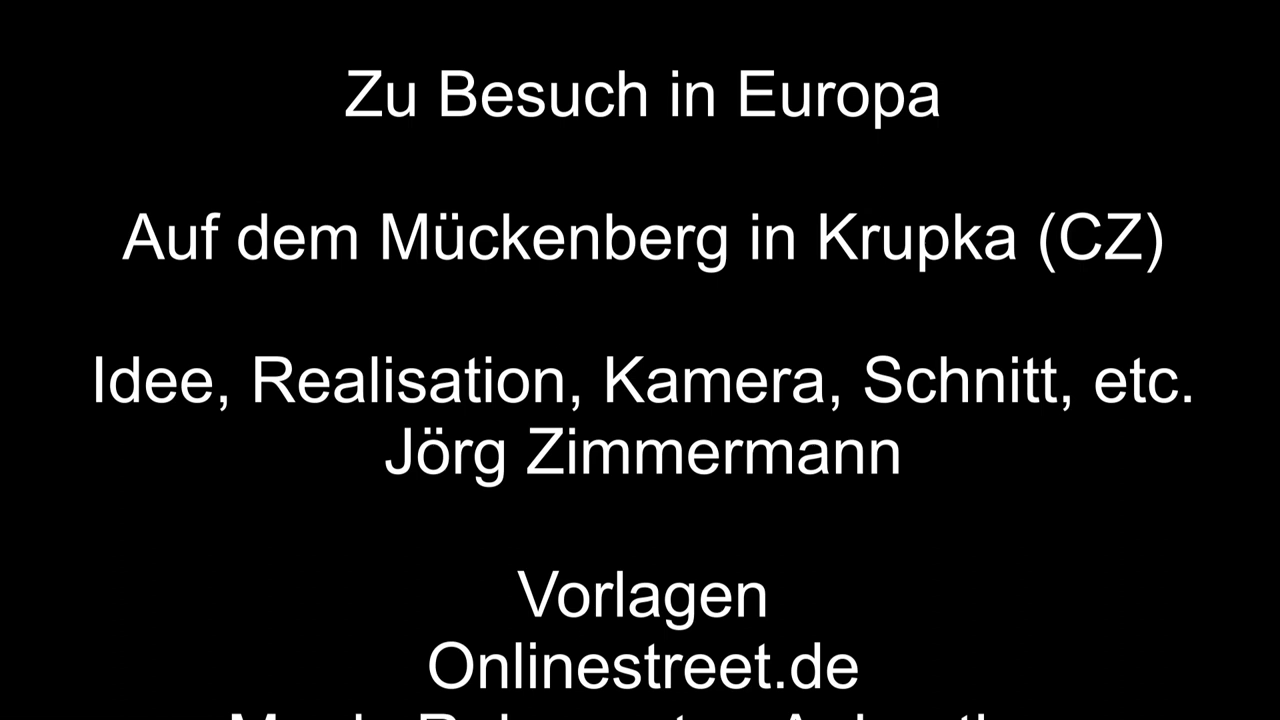 Zu Besuch in Europa
Auf dem Mückenberg in Krupka (CZ)
Idee, Realisation, Kamera, Schnitt, etc.
Jörg Zimmermann
Vorlagen
Onlinestreet.de